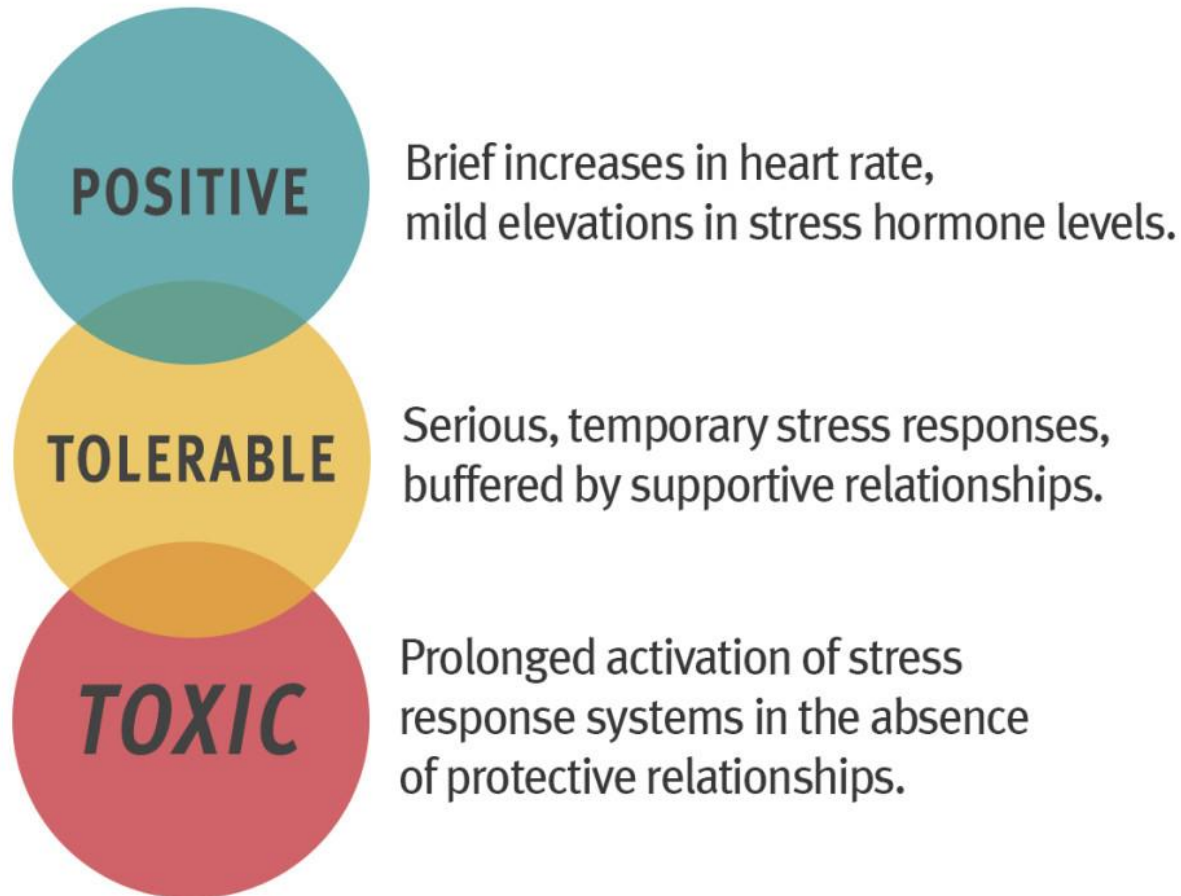 POSITIVE
Brief increases in heart rate,
mild elevations in stress hormone levels.
TOLERABLE
Serious, temporary stress responses,
buffered by supportive relationships.
TOXIC
Prolonged activation of stress
response systems in the absence
of protective relationships.